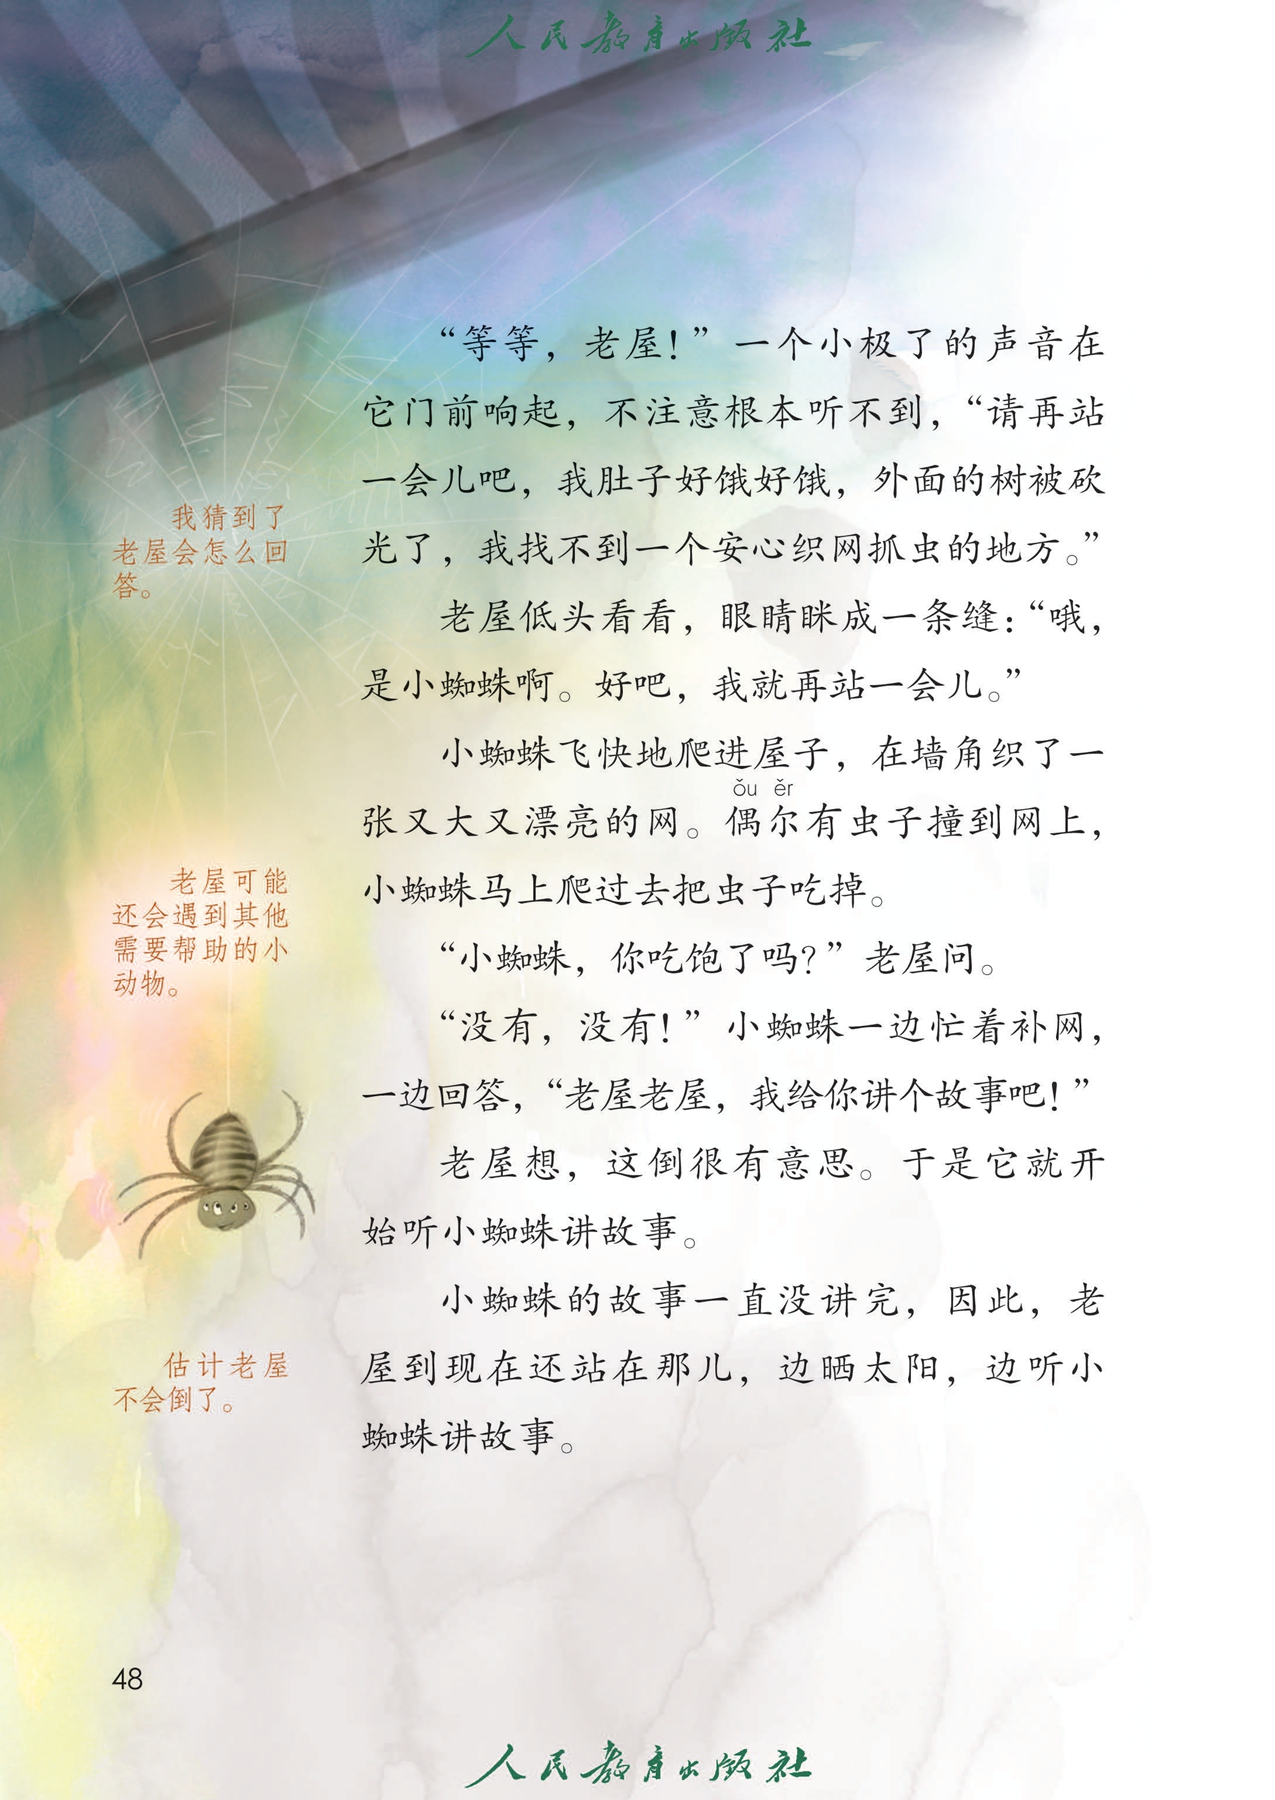 人民教育出版社
“等等，老屋！”一个小极了的声音在
它门前响起，不注意根本听不到，“请再站
一会儿吧，我肚子好饿好饿，外面的树被砍
光了，我找不到一个安心织网抓虫的地方。”
我猜到了
老屋会怎么回
答。
老屋低头看看，眼睛眯成一条缝：“哦，
是小蜘蛛啊。好吧，我就再站一会儿。”
小蜘蛛飞快地爬进屋子，在墙角织了一
ǒu ěr
张又大又漂亮的网。偶尔有虫子撞到网上，
小蜘蛛马上爬过去把虫子吃掉。
老屋可能
还会遇到其他
需要帮助的小
动物。
“小蜘蛛，你吃饱了吗？”老屋问。
“没有，没有！”小蜘蛛一边忙着补网，
一边回答，“老屋老屋，我给你讲个故事吧！”
老屋想，这倒很有意思。于是它就开
始听小蜘蛛讲故事。
小蜘蛛的故事一直没讲完，因此，老
屋到现在还站在那儿，边晒太阳，边听小
蜘蛛讲故事。
估计老屋
不会倒了。
48
人民教育出版社